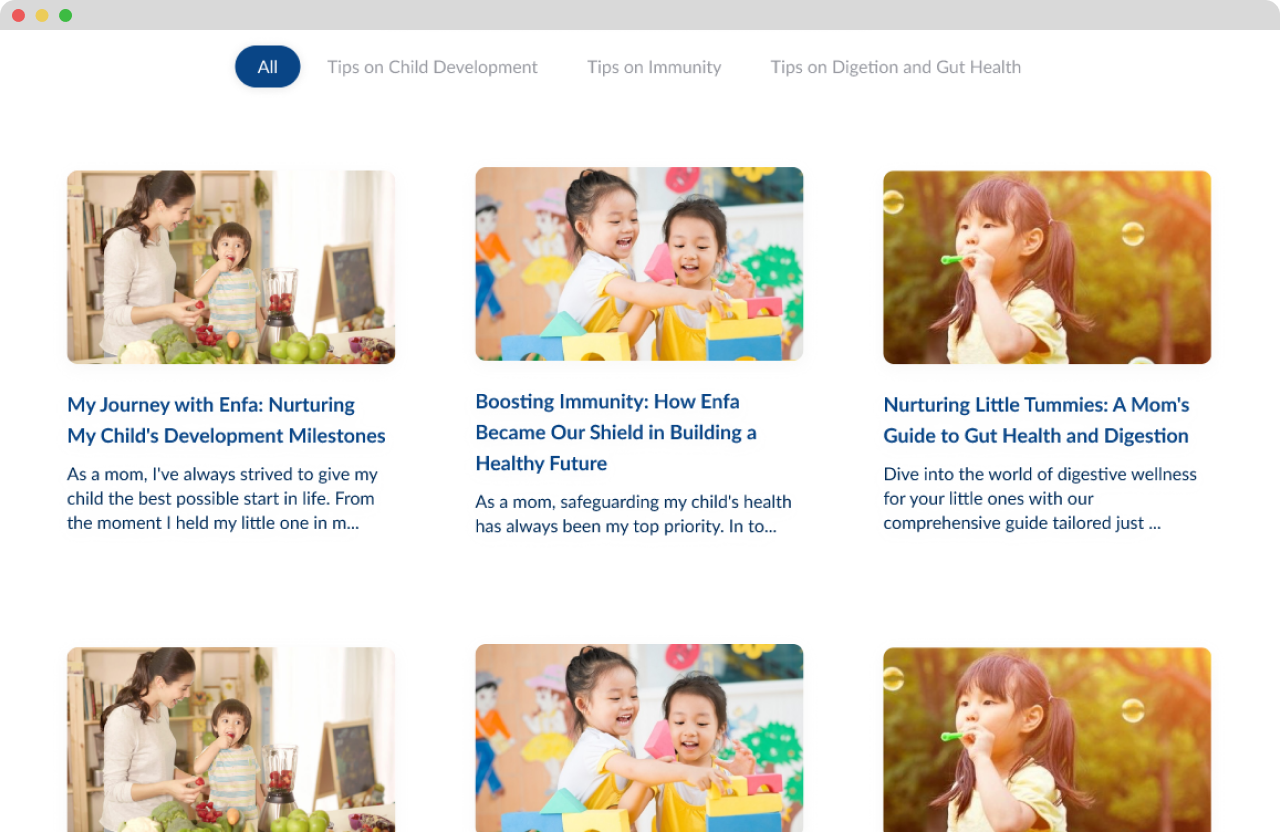 All
Tips on Child Development
Tips on Immunity
Tips on Digetion and Gut Health
My Journey with Enfa: Nurturing
My Child's Development Milestones
As a mom, I've always strived to give my
child the best possible start in life. From
the moment I held my little one in m...
Boosting Immunity: How Enfa
Became Our Shield in Building a
Healthy Future
As a mom, safeguarding my child's health
has always been my top priority. In to...
Nurturing Little Tummies: A Mom's
Guide to Gut Health and Digestion
Dive into the world of digestive wellness
for your little ones with our
comprehensive guide tailored just ...